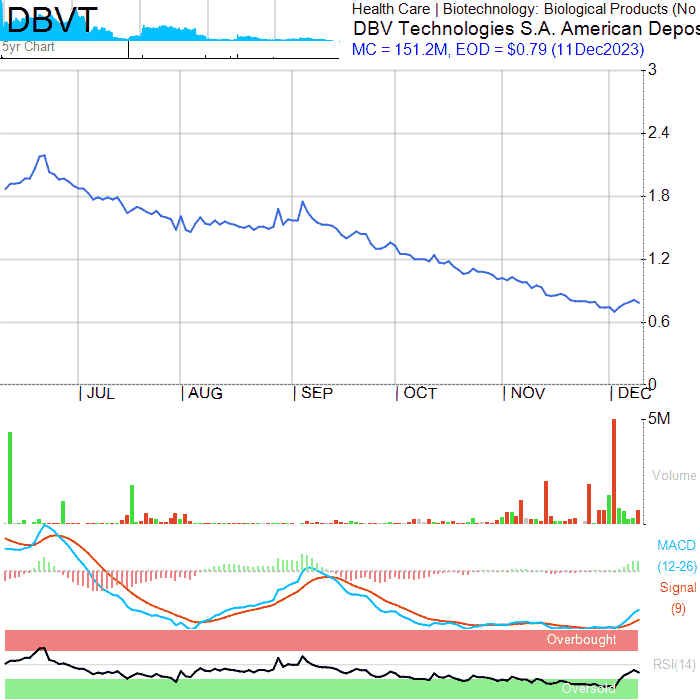 DBVT
5yr Chart
Health Care | Biotechnology: Biological Products (No
DBV Technologies S.A. American Depos
MC = 151.2M, EOD = $0.79 (11Dec2023)
3
2.4
1.8
1.2
0.6
0
JUL AUG SEP OCT NOV DEC
5M
Volume
MACD
(12-26)
Signal
(9)
Overbought
RSI(14)
Oversold